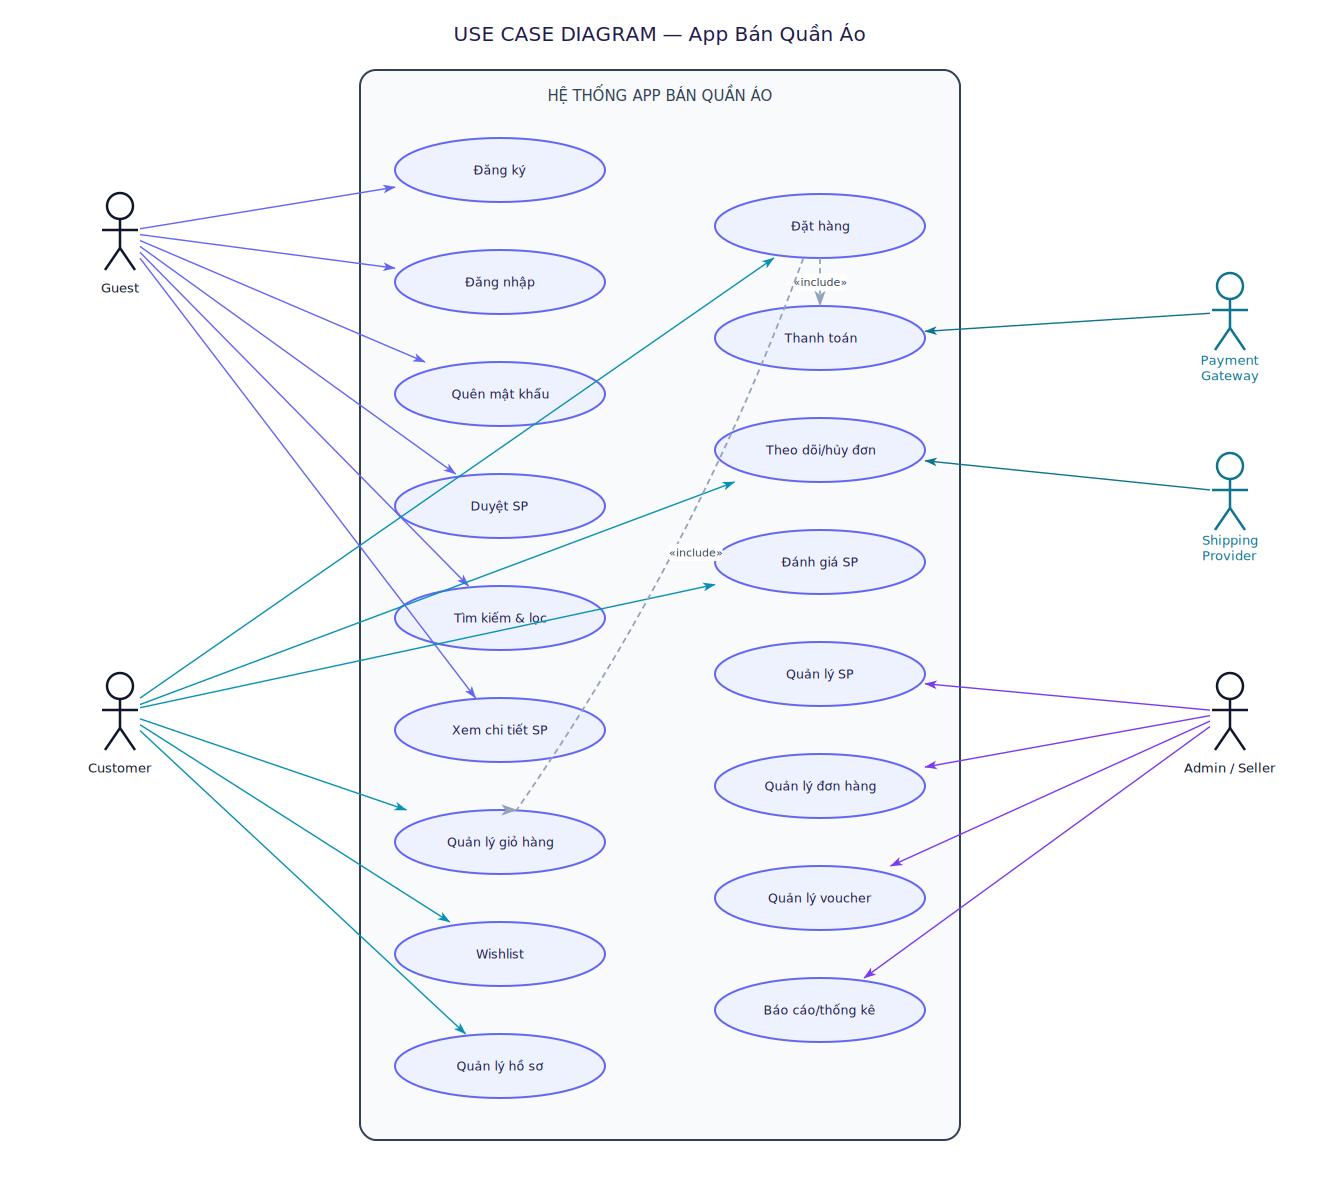 USE CASE DIAGRAM — App Bán Quần Áo
HỆ THỐNG APP BÁN QUẦN ÁO
Đăng ký
Đăng nhập
Quên mật khẩu
Duyệt SP
Tìm kiếm & lọc
Xem chi tiết SP
Quản lý giỏ hàng
Wishlist
Quản lý hồ sơ
Đặt hàng
«include»
Thanh toán
Theo dõi/hủy đơn
«include»
Đánh giá SP
Quản lý SP
Quản lý đơn hàng
Quản lý voucher
Báo cáo/thống kê
Guest
Customer
Payment
Gateway
Shipping
Provider
Admin / Seller